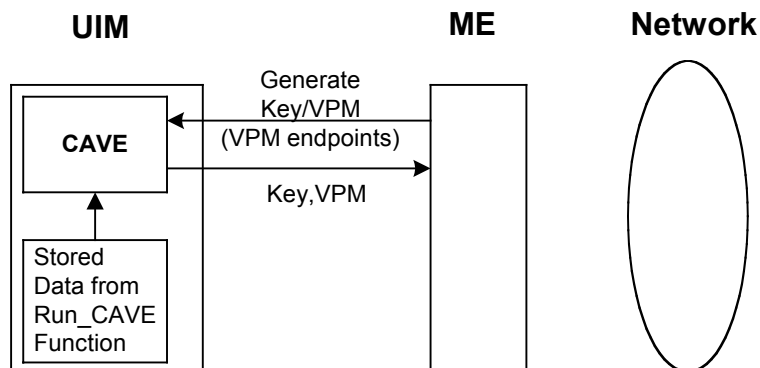 UIM
ME
Network
Generate
Key/VPM
(VPM endpoints)
CAVE
Key,VPM
Stored
Data from
Run_CAVE
Function